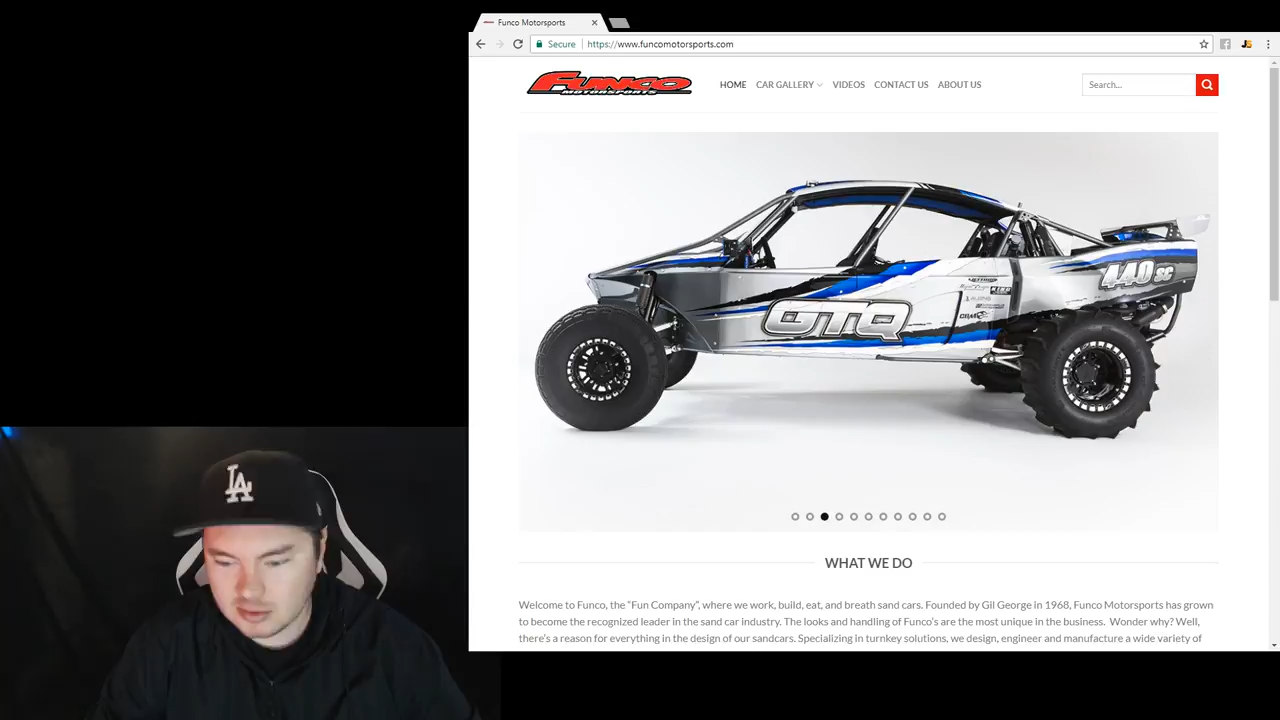 Funco Motorsports
Secure
https://www.funcomotorsports.com
FUNCO
MOTORSPORTS
HOME
CAR GALLERY
VIDEOS
CONTACT US
ABOUT US
Search...
440 SC
GTQ
KING
LA
WHAT WE DO
Welcome to Funco, the “Fun Company”, where we work, build, eat, and breath sand cars. Founded by Gil George in 1968, Funco Motorsports has grown
to become the recognized leader in the sand car industry. The looks and handling of Funco’s are the most unique in the business. Wonder why? Well,
there’s a reason for everything in the design of our sandcars. Specializing in turnkey solutions, we design, engineer and manufacture a wide variety of